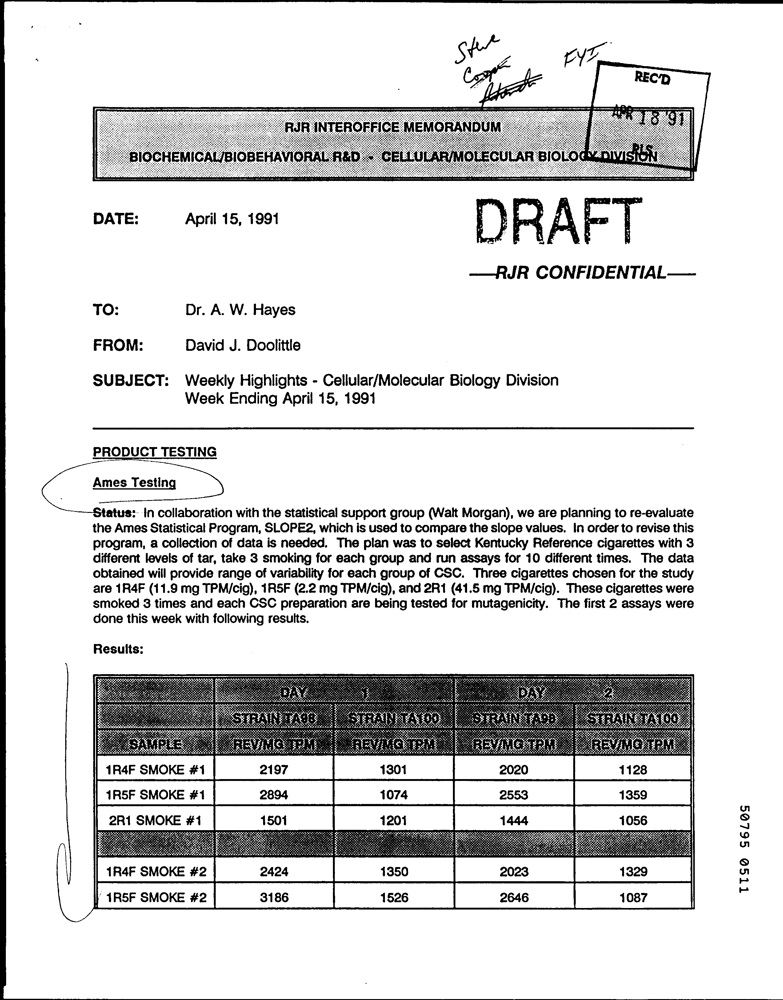 Steve
FYI
REC'D
APR 18 '91
RJR INTEROFFICE MEMORANDUM
BIOCHEMICAL/BIOBEHAVIORAL R&D - CELLULAR/MOLECULAR BIOLOGY DIVISION
DATE: April 15, 1991
DRAFT
—RJR CONFIDENTIAL—
TO: Dr. A. W. Hayes
FROM: David J. Doolittle
SUBJECT: Weekly Highlights - Cellular/Molecular Biology Division
Week Ending April 15, 1991
PRODUCT TESTING
Ames Testing
Status: In collaboration with the statistical support group (Walt Morgan), we are planning to re-evaluate
the Ames Statistical Program, SLOPE2, which is used to compare the slope values. In order to revise this
program, a collection of data is needed. The plan was to select Kentucky Reference cigarettes with 3
different levels of tar, take 3 smoking for each group and run assays for 10 different times. The data
obtained will provide range of variability for each group of CSC. Three cigarettes chosen for the study
are 1R4F (11.9 mg TPM/cig), 1R5F (2.2 mg TPM/cig), and 2R1 (41.5 mg TPM/cig). These cigarettes were
smoked 3 times and each CSC preparation are being tested for mutagenicity. The first 2 assays were
done this week with following results.
Results:
DAY 1 DAY 2
STRAIN TA98 STRAIN TA100 STRAIN TA98 STRAIN TA100
SAMPLE REV/MG TPM REV/MG TPM REV/MG TPM REV/MG TPM
1R4F SMOKE #1 2197 1301 2020 1128
1R5F SMOKE #1 2894 1074 2553 1359
2R1 SMOKE #1 1501 1201 1444 1056
1R4F SMOKE #2 2424 1350 2023 1329
1R5F SMOKE #2 3186 1526 2646 1087
50795 0511